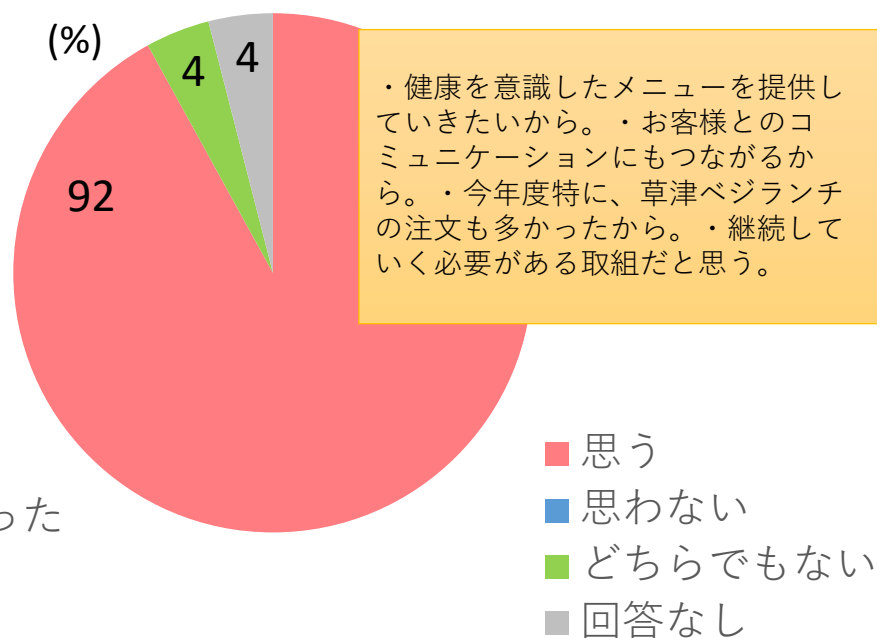 (%)
4
4
92
・健康を意識したメニューを提供し
ていきたいから。・お客様とのコ
ミュニケーションにもつながるか
ら。・今年度特に、草津ベジランチ
の注文も多かったから。・継続して
いく必要がある取組だと思う。
った
思う
思わない
どちらでもない
回答なし